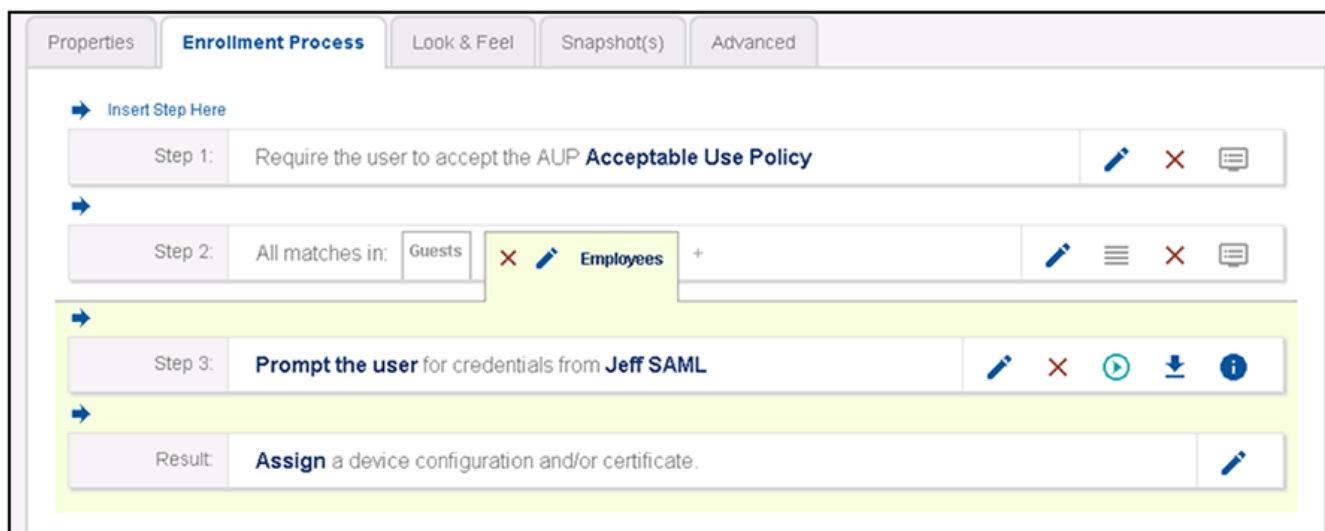 Properties Enrollment Process Look & Feel Snapshot(s) Advanced
Insert Step Here
Step 1: Require the user to accept the AUP Acceptable Use Policy
Step 2: All matches in: Guests Employees +
Step 3: Prompt the user for credentials from Jeff SAML
Result: Assign a device configuration and/or certificate.